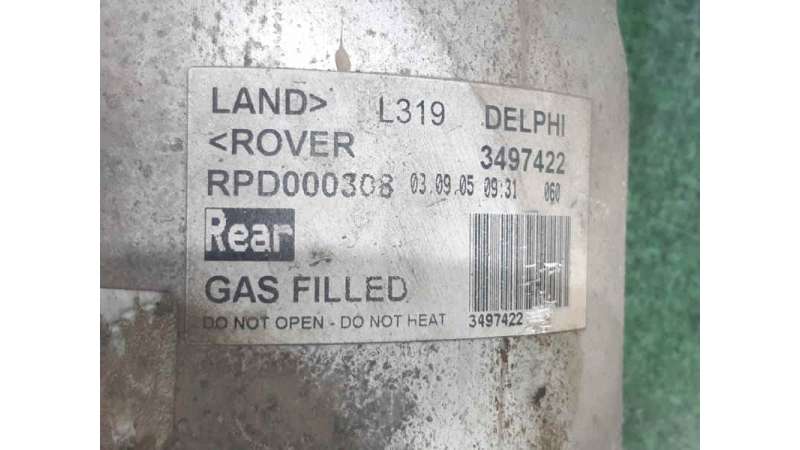 LAND> L319 DELPHI
<ROVER 3497422
RPD000308 03.09.05 09:31 060
Rear
GAS FILLED
DO NOT OPEN - DO NOT HEAT 3497422